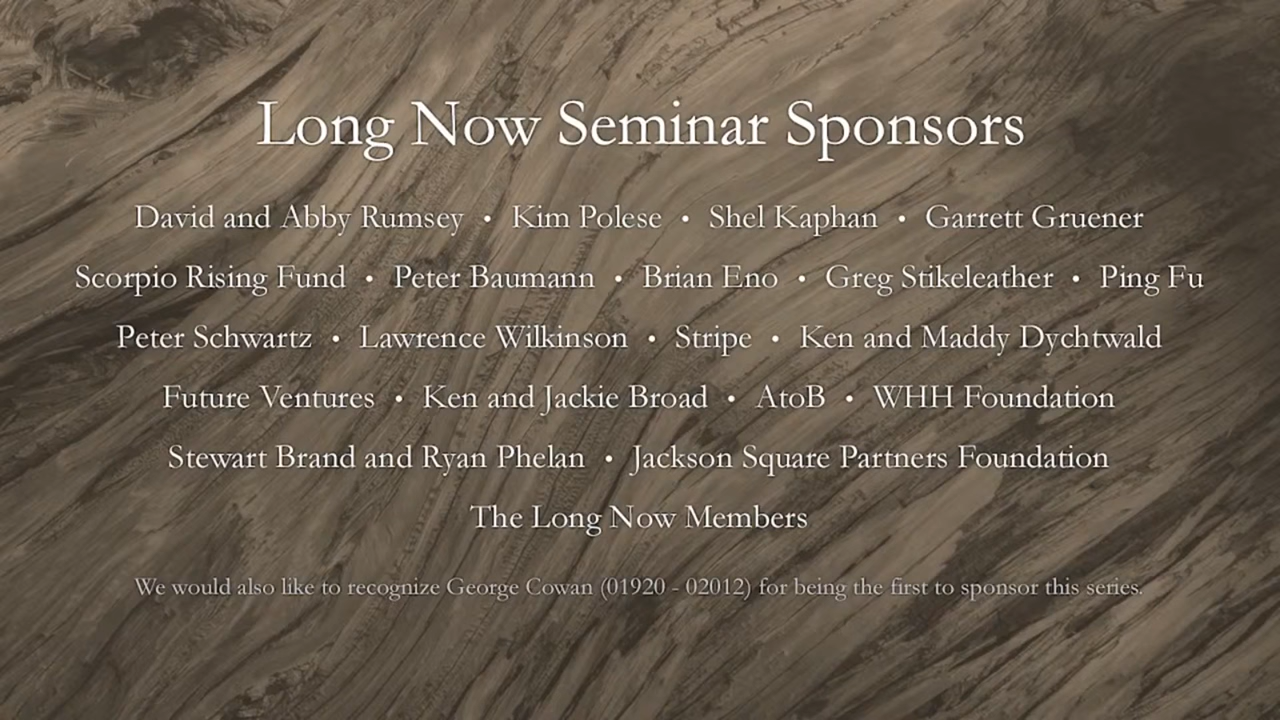 Long Now Seminar Sponsors
David and Abby Rumsey • Kim Polese • Shel Kaphan • Garrett Gruener
Scorpio Rising Fund • Peter Baumann • Brian Eno • Greg Stikeleather • Ping Fu
Peter Schwartz • Lawrence Wilkinson • Stripe • Ken and Maddy Dychtwald
Future Ventures • Ken and Jackie Broad • AtoB • WHH Foundation
Stewart Brand and Ryan Phelan • Jackson Square Partners Foundation
The Long Now Members
We would also like to recognize George Cowan (01920 - 02012) for being the first to sponsor this series.